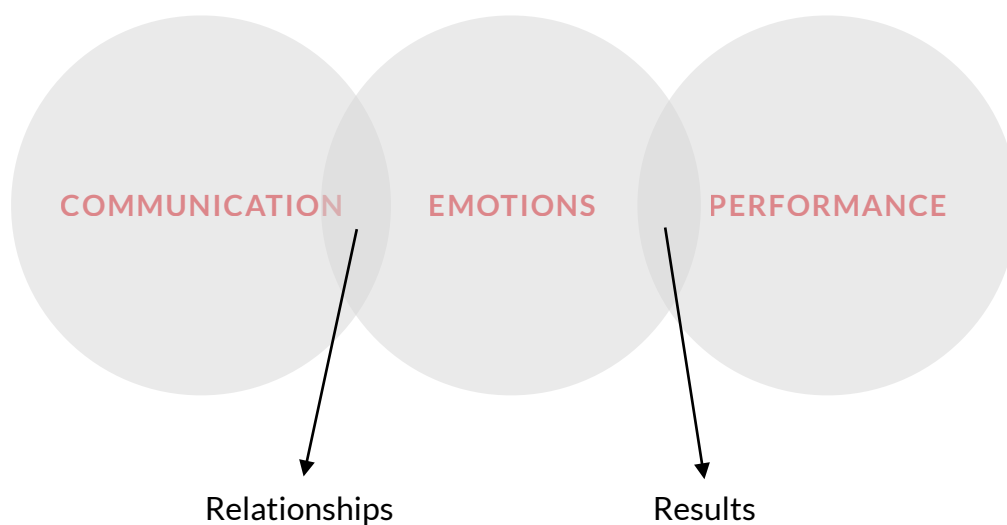 COMMUNICATION
EMOTIONS
PERFORMANCE
Relationships
Results